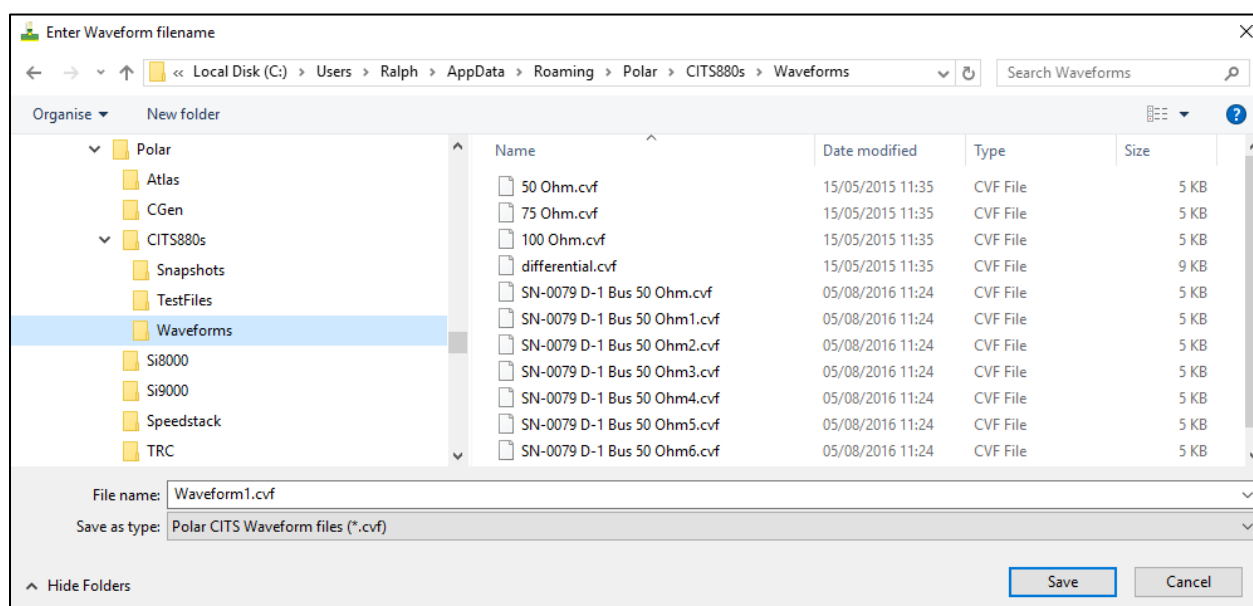 Enter Waveform filename
« Local Disk (C:) > Users > Ralph > AppData > Roaming > Polar > CITS880s > Waveforms Search Waveforms
Organise New folder
Polar
Atlas
CGen
CITS880s
Snapshots
TestFiles
Waveforms
Si8000
Si9000
Speedstack
TRC
Name Date modified Type Size
50 Ohm.cvf 15/05/2015 11:35 CVF File 5 KB
75 Ohm.cvf 15/05/2015 11:35 CVF File 5 KB
100 Ohm.cvf 15/05/2015 11:35 CVF File 5 KB
differential.cvf 15/05/2015 11:35 CVF File 9 KB
SN-0079 D-1 Bus 50 Ohm.cvf 05/08/2016 11:24 CVF File 5 KB
SN-0079 D-1 Bus 50 Ohm1.cvf 05/08/2016 11:24 CVF File 5 KB
SN-0079 D-1 Bus 50 Ohm2.cvf 05/08/2016 11:24 CVF File 5 KB
SN-0079 D-1 Bus 50 Ohm3.cvf 05/08/2016 11:24 CVF File 5 KB
SN-0079 D-1 Bus 50 Ohm4.cvf 05/08/2016 11:24 CVF File 5 KB
SN-0079 D-1 Bus 50 Ohm5.cvf 05/08/2016 11:24 CVF File 5 KB
SN-0079 D-1 Bus 50 Ohm6.cvf 05/08/2016 11:24 CVF File 5 KB
File name: Waveform1.cvf
Save as type: Polar CITS Waveform files (*.cvf)
Hide Folders Save Cancel